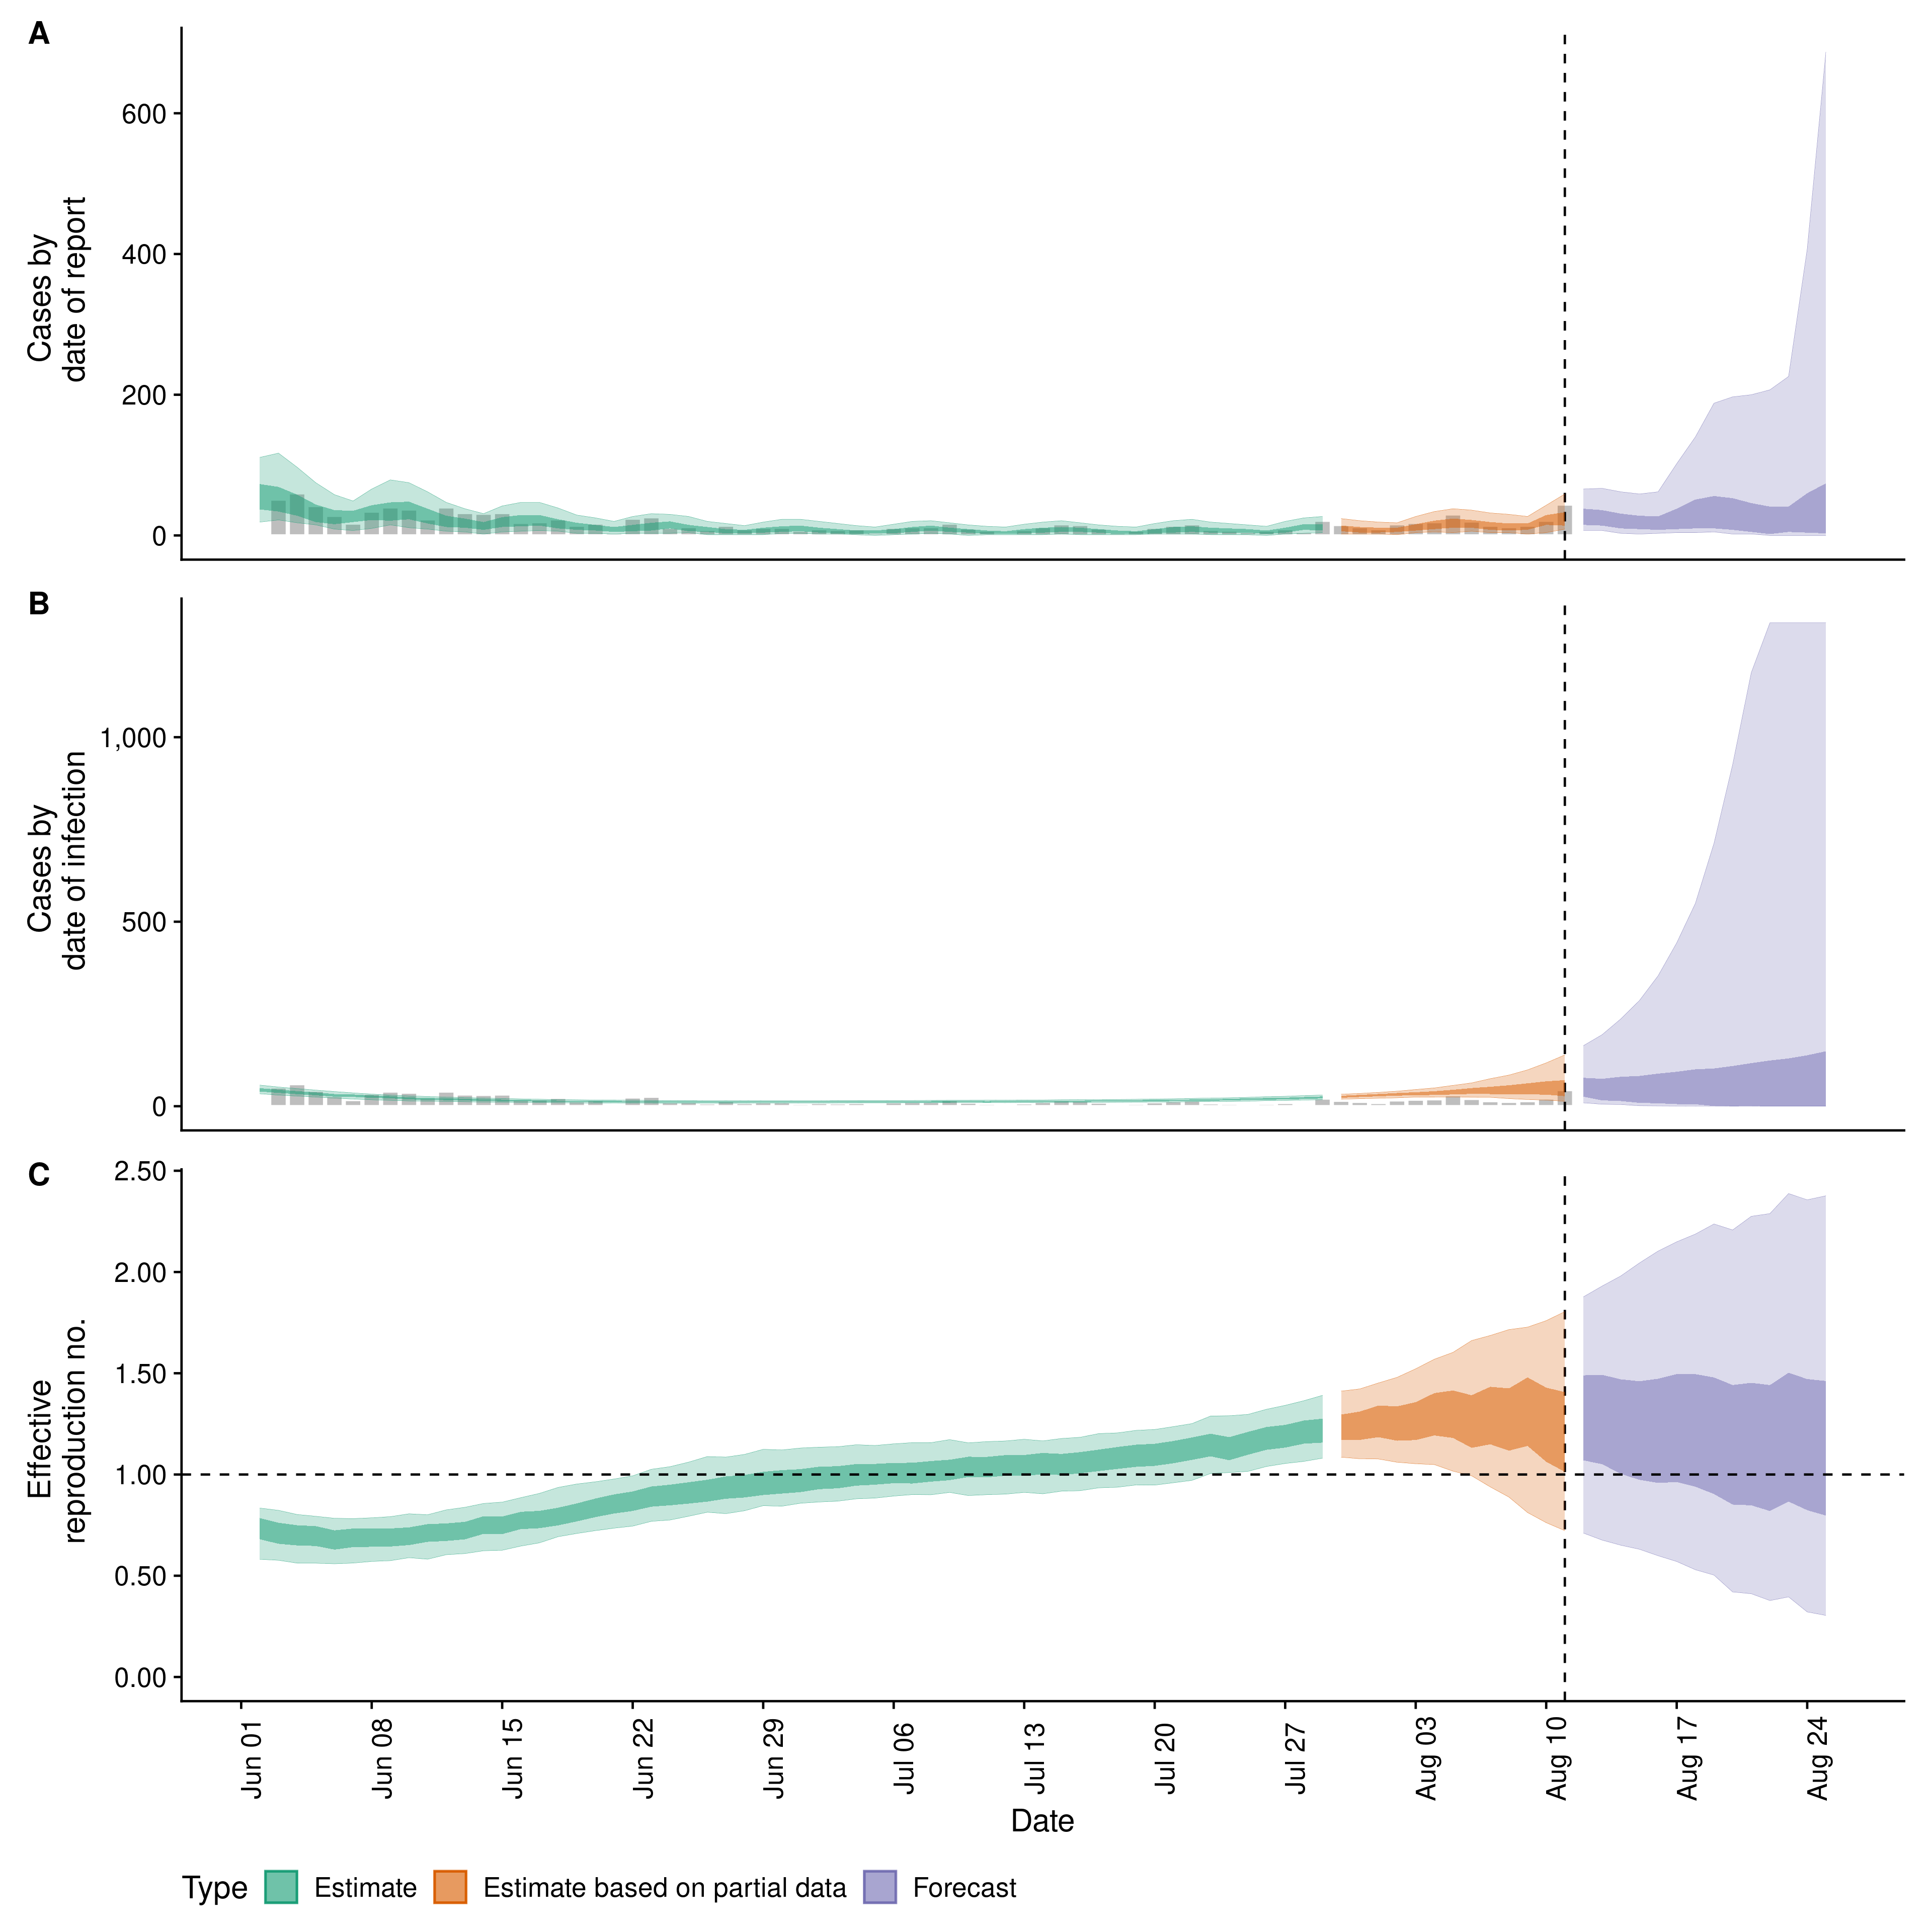 A
Cases by
date of report
600
400
200
0
B
Cases by
date of infection
1,000
500
0
C
Effective
reproduction no.
2.50
2.00
1.50
1.00
0.50
0.00
Jun 01
Jun 08
Jun 15
Jun 22
Jun 29
Jul 06
Jul 13
Jul 20
Jul 27
Aug 03
Aug 10
Aug 17
Aug 24
Date
Type
Estimate
Estimate based on partial data
Forecast